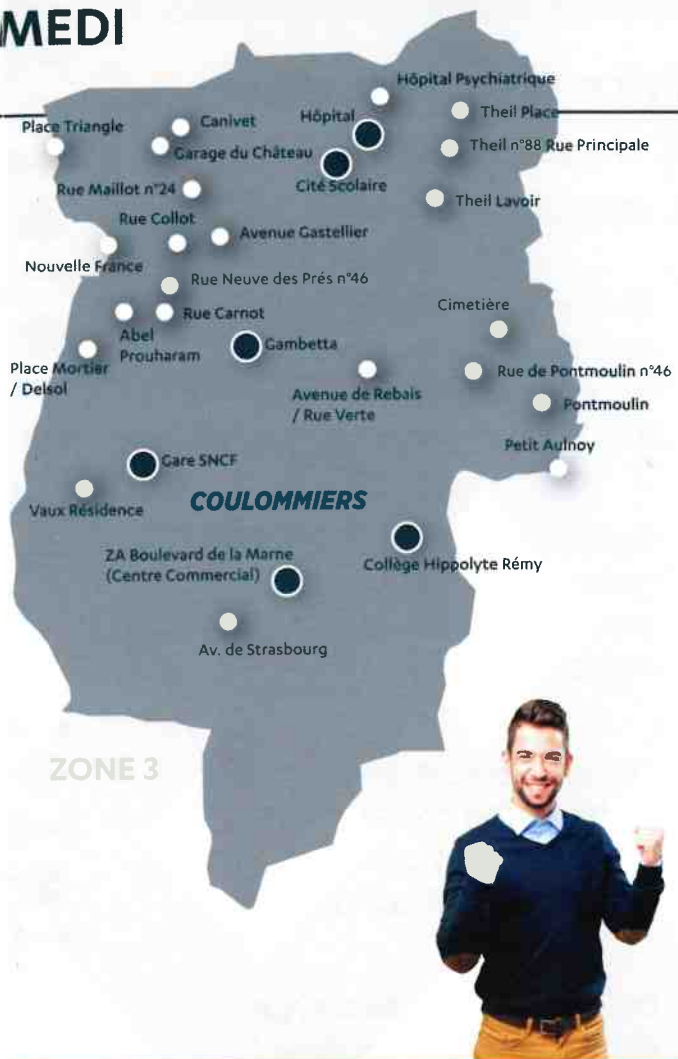 MEDI
Hôpital Psychiatrique
Place Triangle
Canivet
Hôpital
Theil Place
Garage du Château
Theil n°88 Rue Principale
Rue Maillot n°24
Cité Scolaire
Theil Lavoir
Rue Collot
Avenue Gastellier
Nouvelle France
Rue Neuve des Prés n°46
Cimetière
Rue Carnot
Abel
Prouharam
Gambetta
Place Mortier
/ Delsol
Rue de Pontmoulin n°46
Avenue de Rebais
/ Rue Verte
Pontmoulin
Petit Aulnoy
Gare SNCF
COULOMMIERS
Vaux Résidence
ZA Boulevard de la Marne
(Centre Commercial)
Collège Hippolyte Rémy
Av. de Strasbourg
ZONE 3